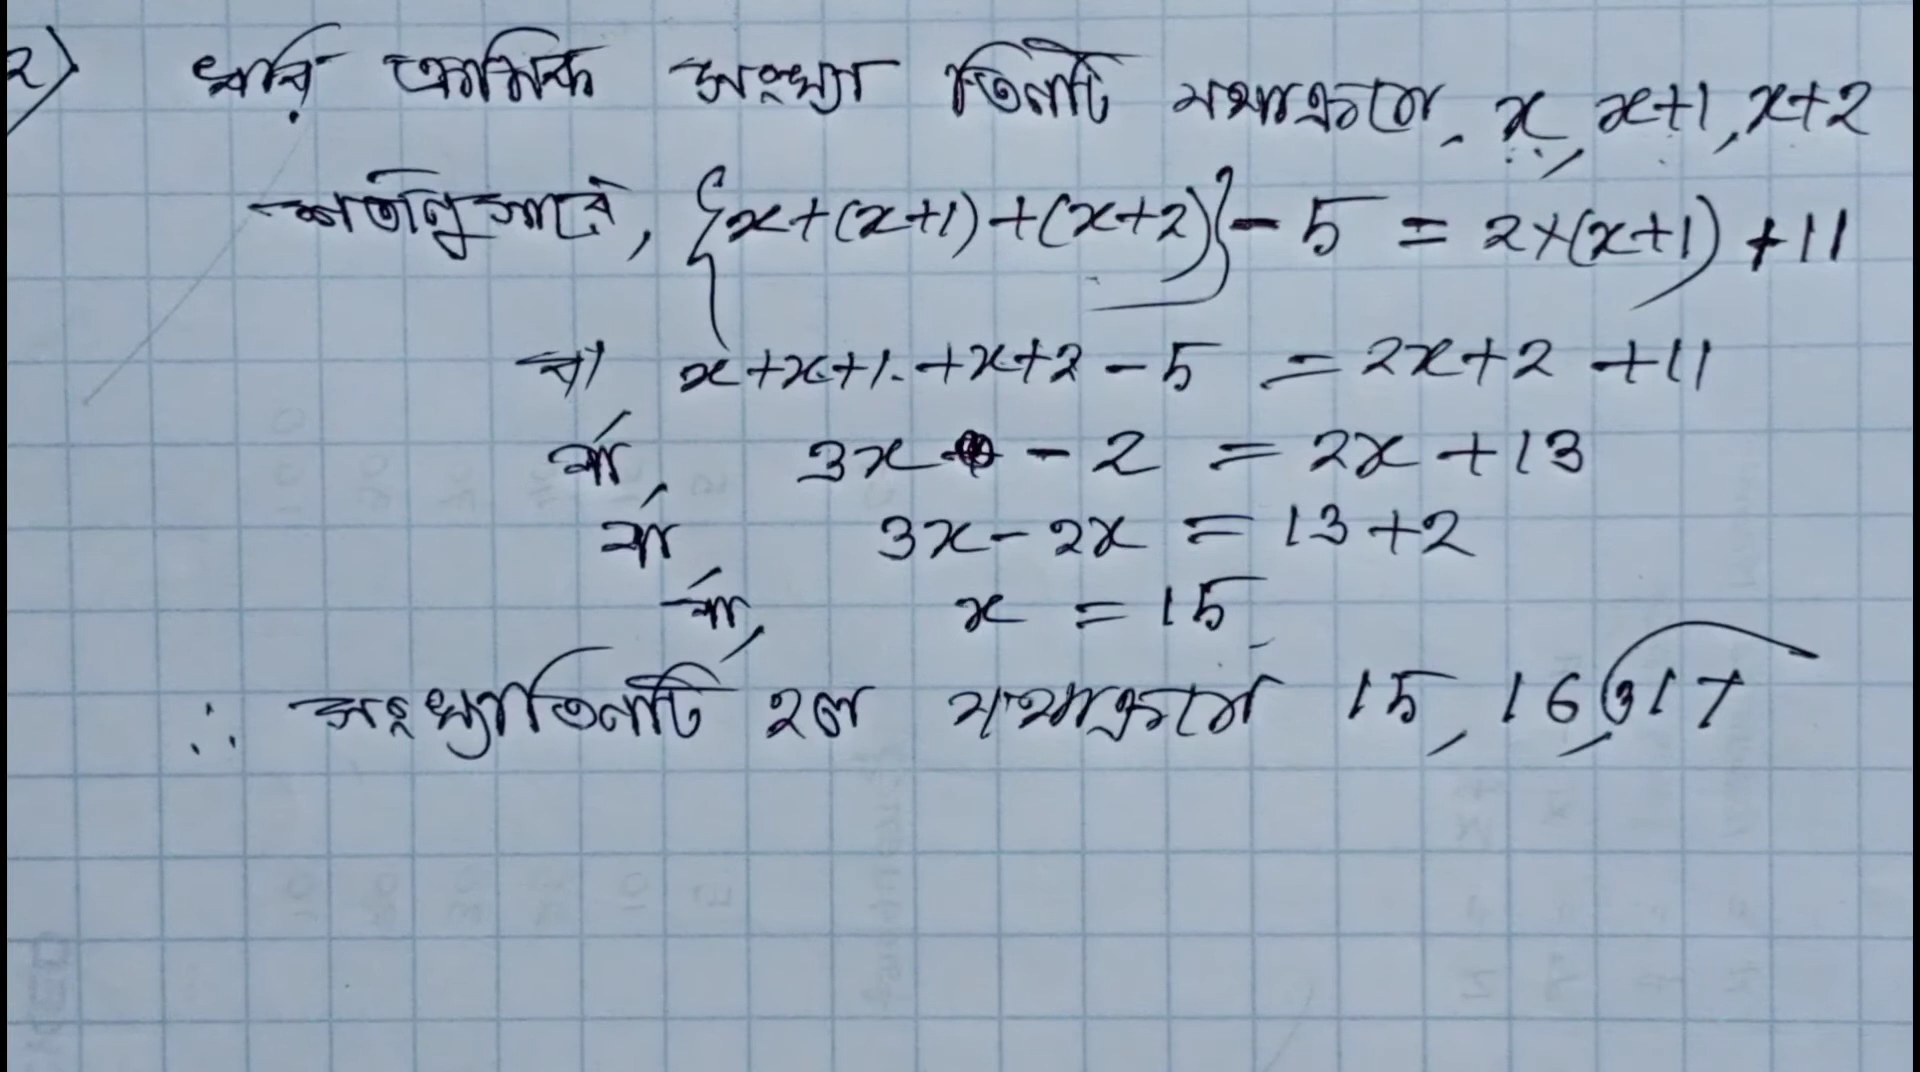 ২) ধরি ক্রমিক সংখ্যা তিনটি যথাক্রমে, x, x+1, x+2
শর্তানুসারে, {x+(x+1)+(x+2)}-5 = 2×(x+1) +11
বা x+x+1+x+2-5 = 2x+2 +11
বা, 3x - 2 = 2x+13
বা, 3x-2x = 13+2
বা, x = 15
∴ সংখ্যাতিনটি হল যথাক্রমে 15, 16, ও 17